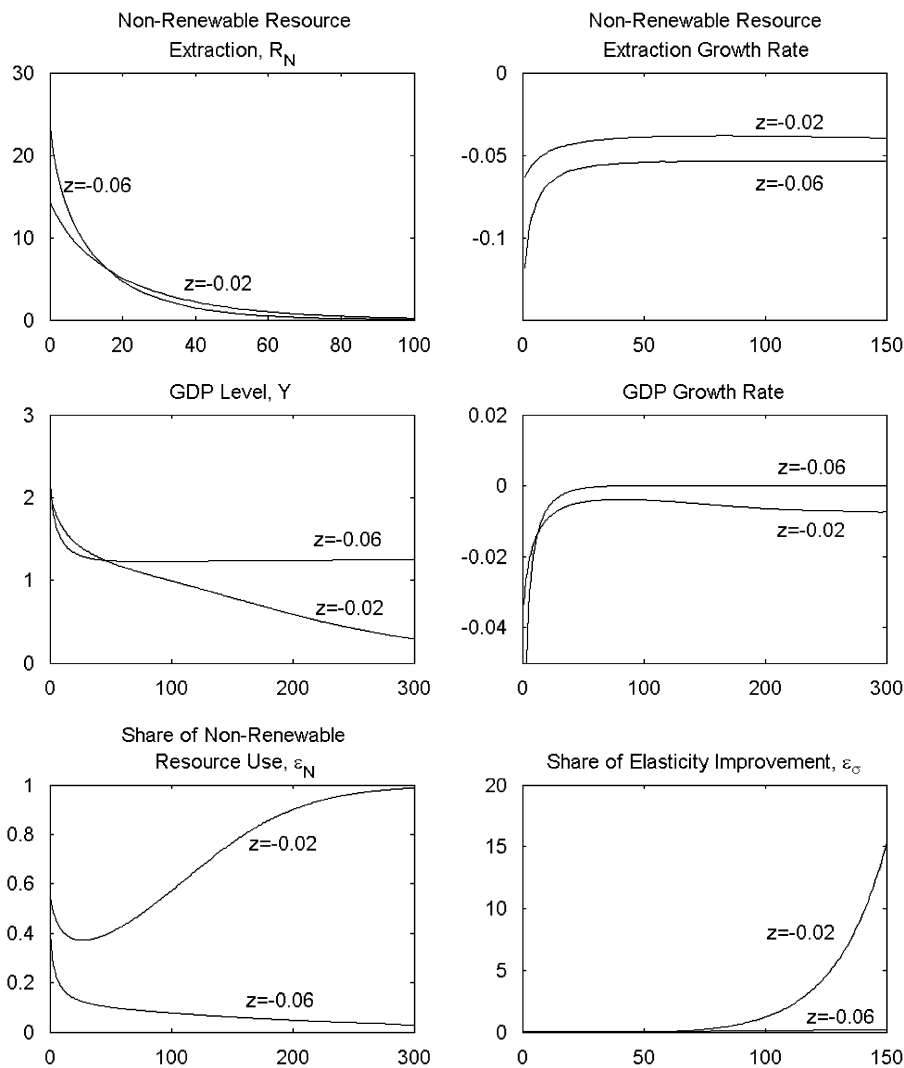 Non-Renewable Resource
Extraction, R_N
30
20
10
0
z=-0.06
z=-0.02
0 20 40 60 80 100
Non-Renewable Resource
Extraction Growth Rate
0
-0.05
-0.1
z=-0.02
z=-0.06
0 50 100 150
GDP Level, Y
3
2
1
0
z=-0.06
z=-0.02
0 100 200 300
GDP Growth Rate
0.02
0
-0.02
-0.04
z=-0.06
z=-0.02
0 100 200 300
Share of Non-Renewable
Resource Use, ε_N
1
0.8
0.6
0.4
0.2
0
z=-0.02
z=-0.06
0 100 200 300
Share of Elasticity Improvement, ε_σ
20
15
10
5
0
z=-0.02
z=-0.06
0 50 100 150